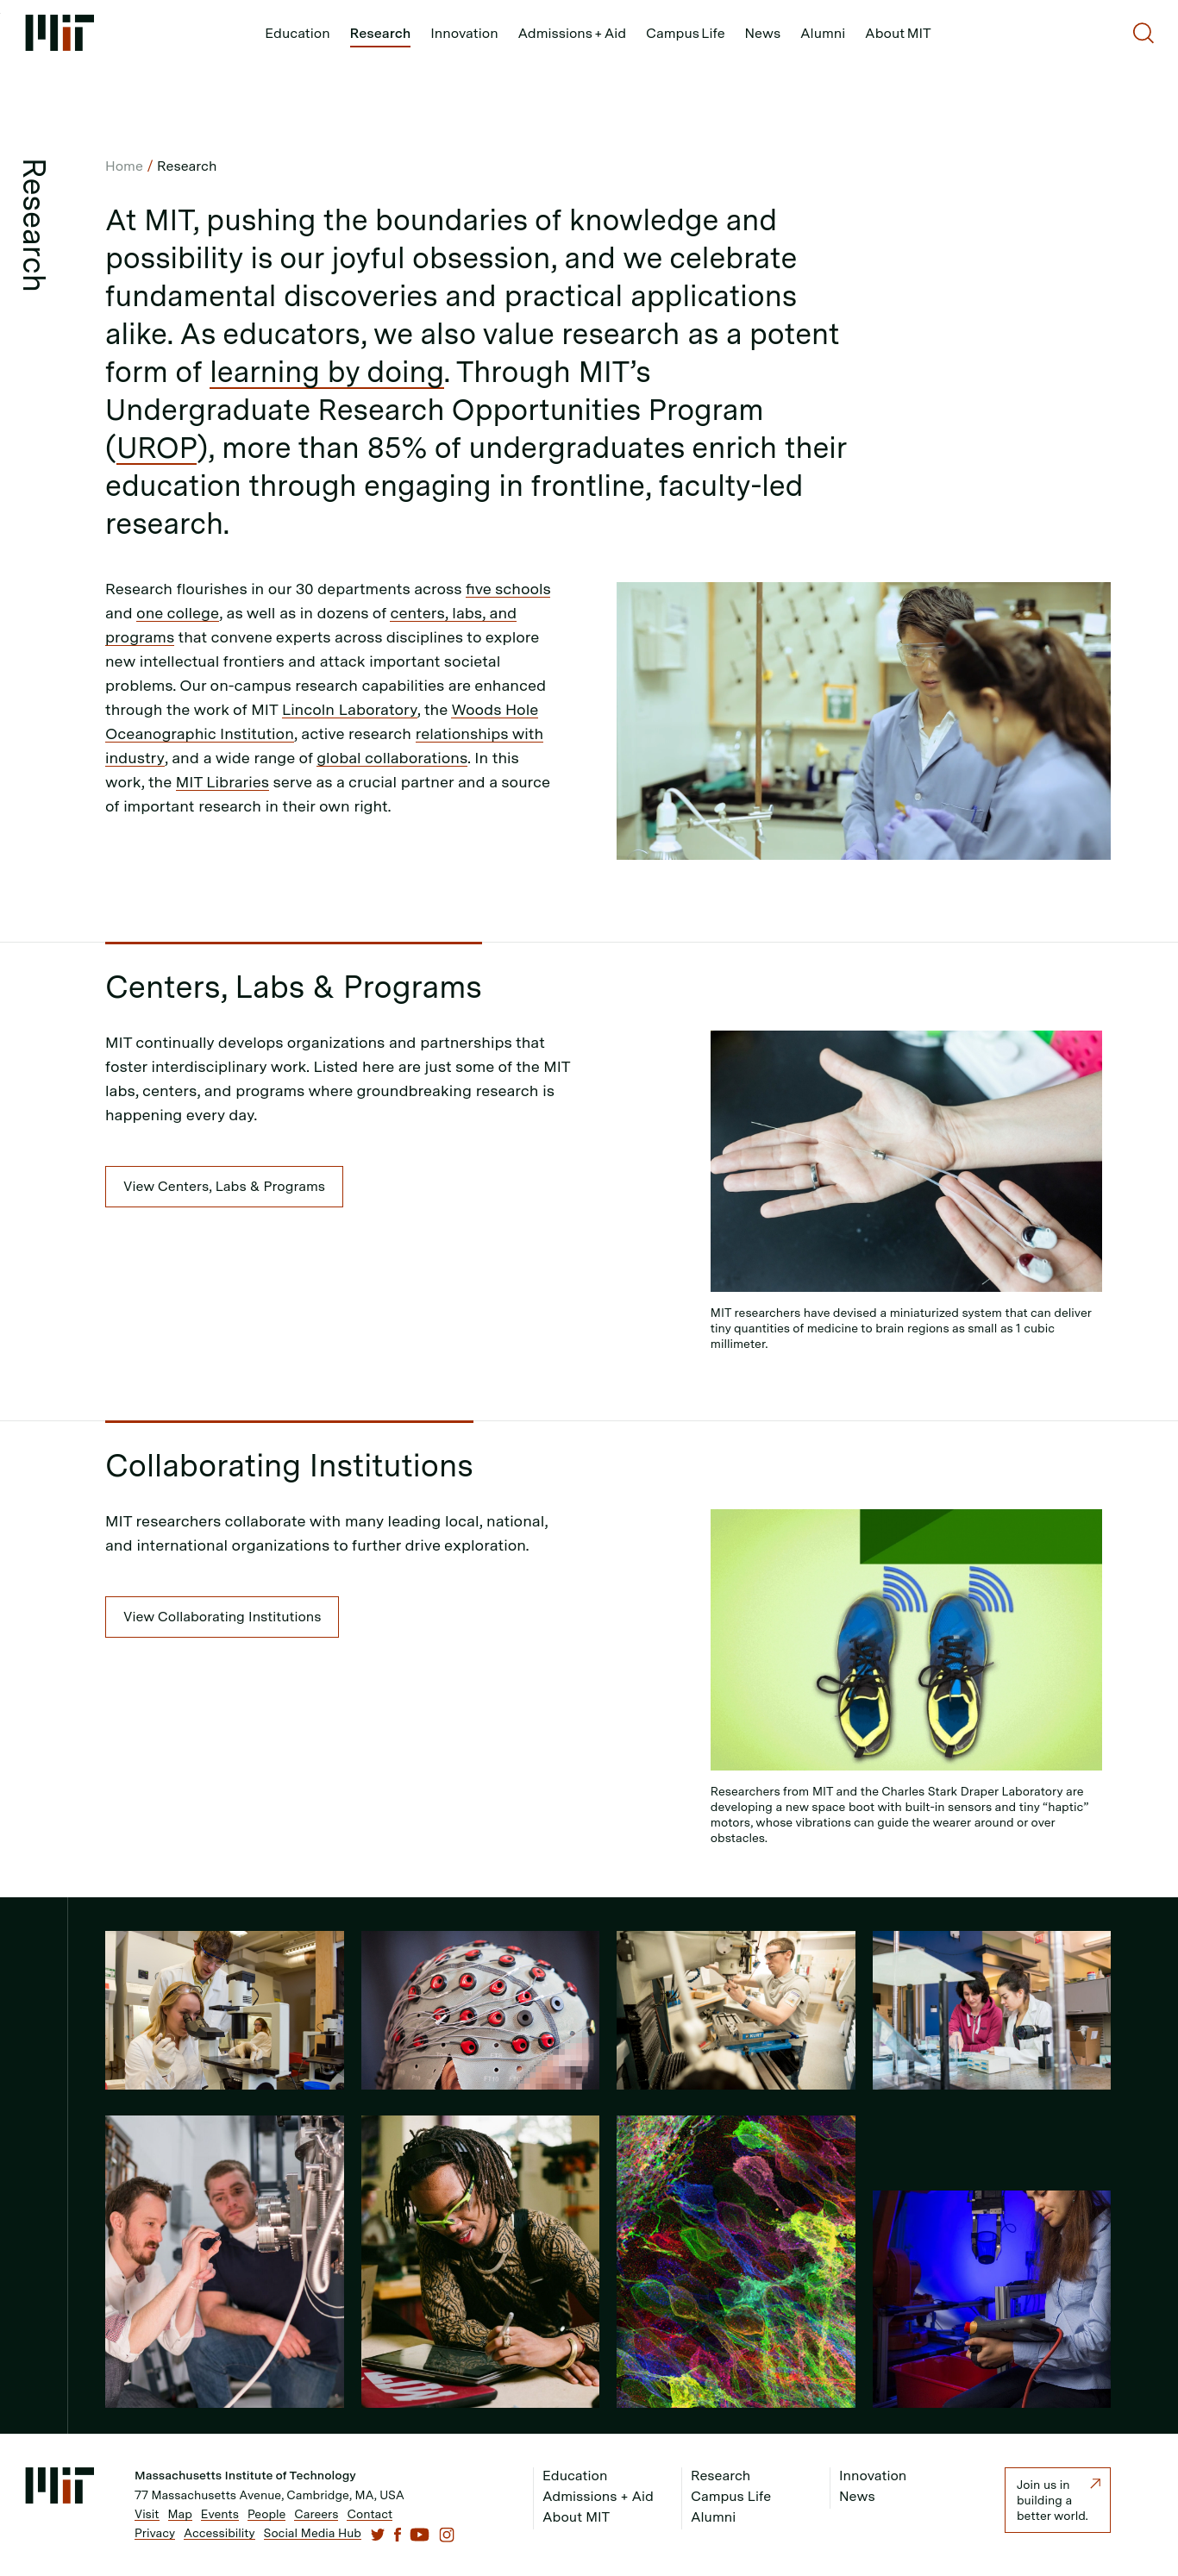 MIT
Education Research Innovation Admissions + Aid Campus Life News Alumni About MIT
Research
Home / Research
At MIT, pushing the boundaries of knowledge and
possibility is our joyful obsession, and we celebrate
fundamental discoveries and practical applications
alike. As educators, we also value research as a potent
form of learning by doing. Through MIT’s
Undergraduate Research Opportunities Program
(UROP), more than 85% of undergraduates enrich their
education through engaging in frontline, faculty-led
research.
Research flourishes in our 30 departments across five schools
and one college, as well as in dozens of centers, labs, and
programs that convene experts across disciplines to explore
new intellectual frontiers and attack important societal
problems. Our on-campus research capabilities are enhanced
through the work of MIT Lincoln Laboratory, the Woods Hole
Oceanographic Institution, active research relationships with
industry, and a wide range of global collaborations. In this
work, the MIT Libraries serve as a crucial partner and a source
of important research in their own right.
Centers, Labs & Programs
MIT continually develops organizations and partnerships that
foster interdisciplinary work. Listed here are just some of the MIT
labs, centers, and programs where groundbreaking research is
happening every day.
View Centers, Labs & Programs
MIT researchers have devised a miniaturized system that can deliver
tiny quantities of medicine to brain regions as small as 1 cubic
millimeter.
Collaborating Institutions
MIT researchers collaborate with many leading local, national,
and international organizations to further drive exploration.
View Collaborating Institutions
Researchers from MIT and the Charles Stark Draper Laboratory are
developing a new space boot with built-in sensors and tiny “haptic”
motors, whose vibrations can guide the wearer around or over
obstacles.
KURT
MIT
MIT
Massachusetts Institute of Technology
77 Massachusetts Avenue, Cambridge, MA, USA
Visit Map Events People Careers Contact
Privacy Accessibility Social Media Hub
Education
Admissions + Aid
About MIT
Research
Campus Life
Alumni
Innovation
News
Join us in
building a
better world.